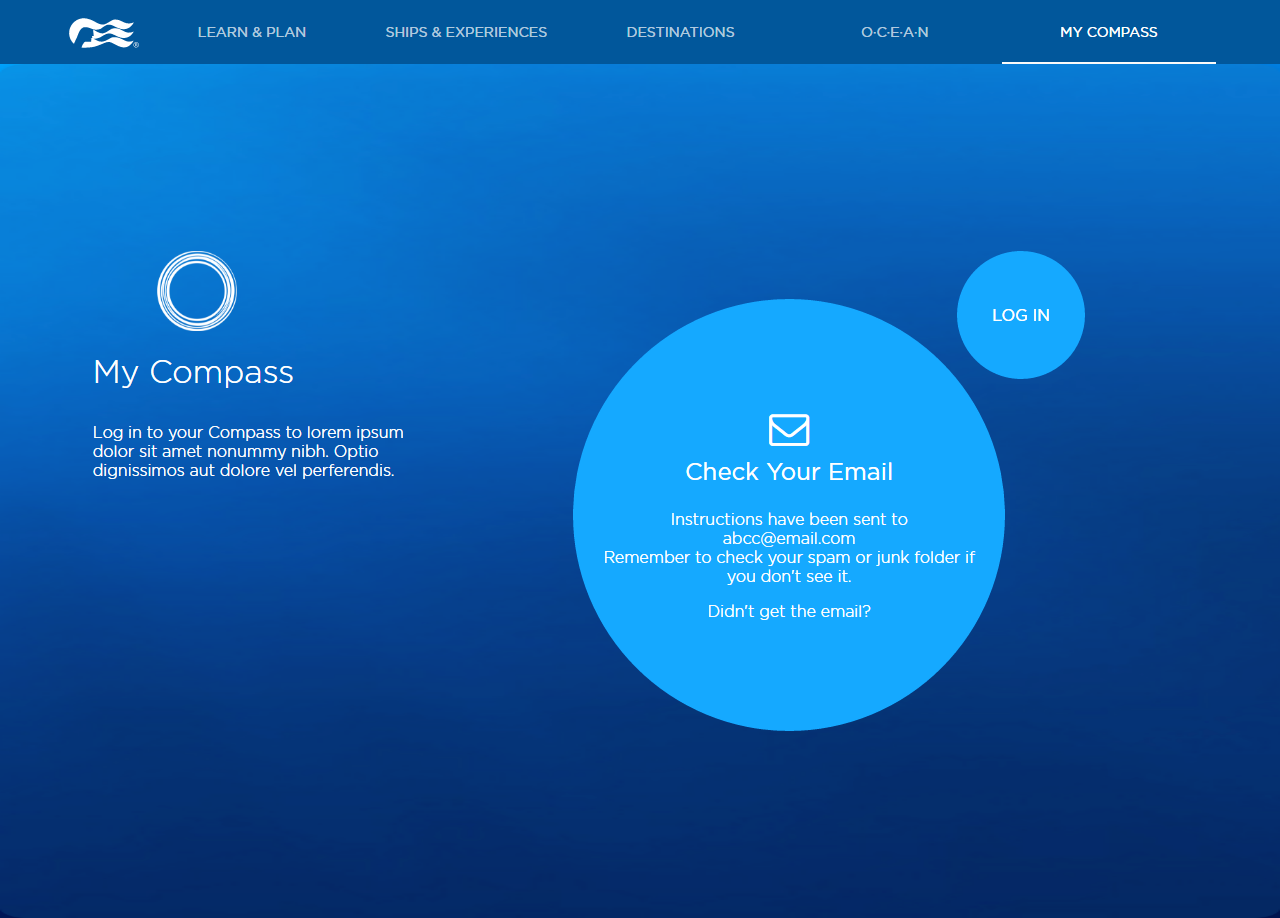 LEARN & PLAN
SHIPS & EXPERIENCES
DESTINATIONS
O·C·E·A·N
MY COMPASS
®
My Compass
Log in to your Compass to lorem ipsum
dolor sit amet nonummy nibh. Optio
dignissimos aut dolore vel perferendis.
LOG IN
Check Your Email
Instructions have been sent to
abcc@email.com
Remember to check your spam or junk folder if
you don't see it.
Didn't get the email?